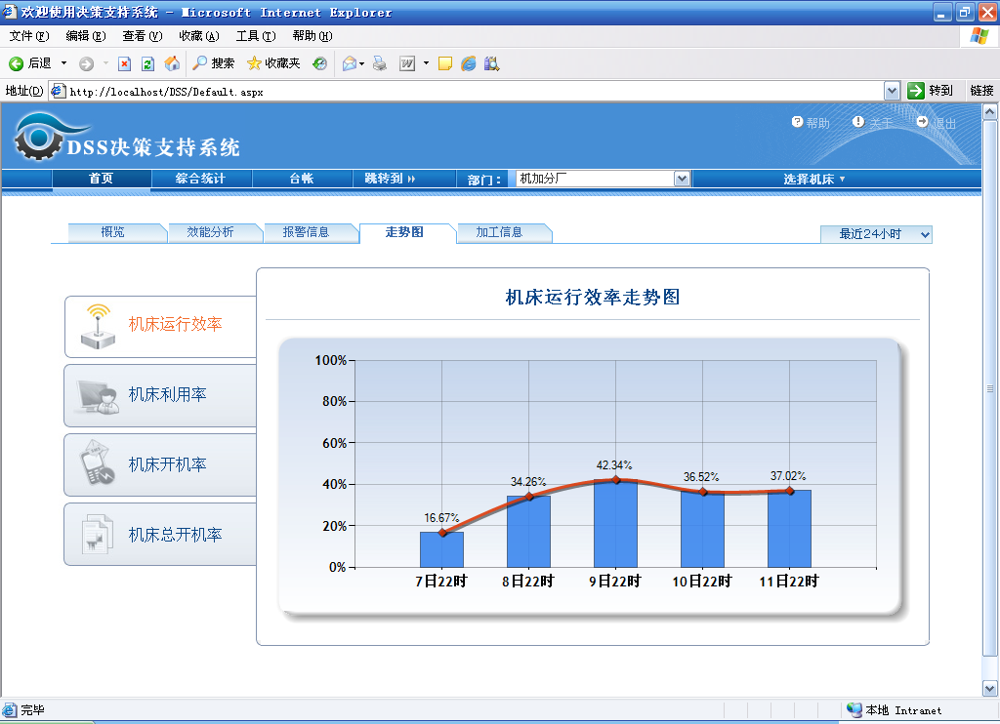 欢迎使用决策支持系统 - Microsoft Internet Explorer
文件(F) 编辑(E) 查看(V) 收藏(A) 工具(T) 帮助(H)
后退 搜索 收藏夹
地址(D) http://localhost/DSS/Default.aspx 转到 链接
帮助 关于 退出
DSS决策支持系统
首页 综合统计 台帐 跳转到 部门： 机加分厂 选择机床
概览 效能分析 报警信息 走势图 加工信息 最近24小时
机床运行效率走势图
机床运行效率
机床利用率
机床开机率
机床总开机率
100%
80%
60%
40%
20%
0%
16.67%
34.26%
42.34%
36.52%
37.02%
7日22时 8日22时 9日22时 10日22时 11日22时
完毕 本地 Intranet